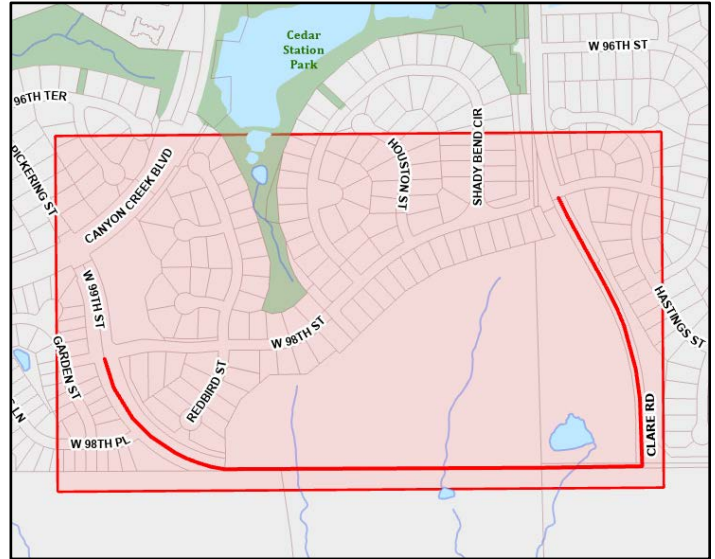 Cedar
Station
Park
W 96TH ST
96TH TER
PICKERING ST
HOUSTON ST
SHADY BEND CIR
CANYON CREEK BLVD
W 99TH ST
HASTINGS ST
W 98TH ST
GARDEN ST
REDBIRD ST
CLARE RD
LN
W 98TH PL